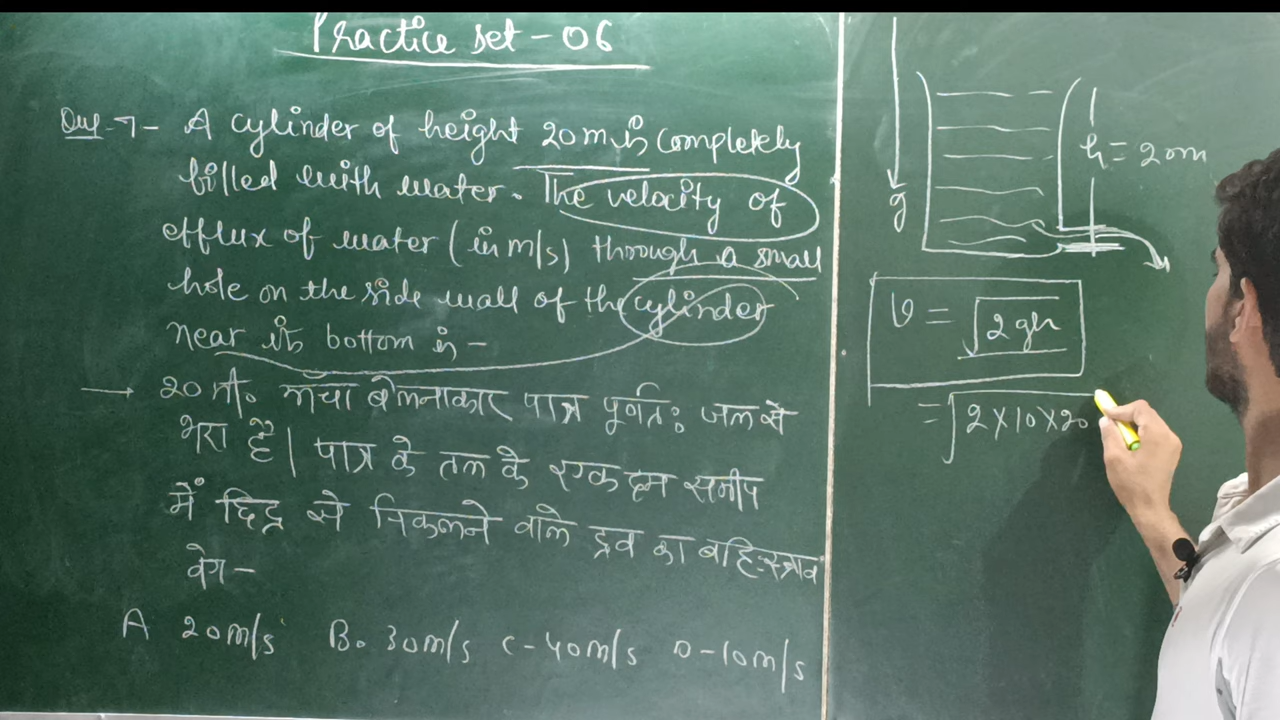 Practice set - 06
Que-7- A cylinder of height 20m is completely
filled with water. The velocity of
efflux of water (in m/s) through a small
hole on the side wall of the cylinder
near its bottom is -
→ 20 मी० ऊँचा बेलनाकार पात्र पूर्णतः जल से
भरा है | पात्र के तल के एकदम समीप
में छिद्र से निकलने वाले द्रव का बहिःस्त्राव
वेग -
A 20m/s B. 30m/s C - 40m/s D - 10m/s
g
h = 20m
v = √2gh
= √2×10×20